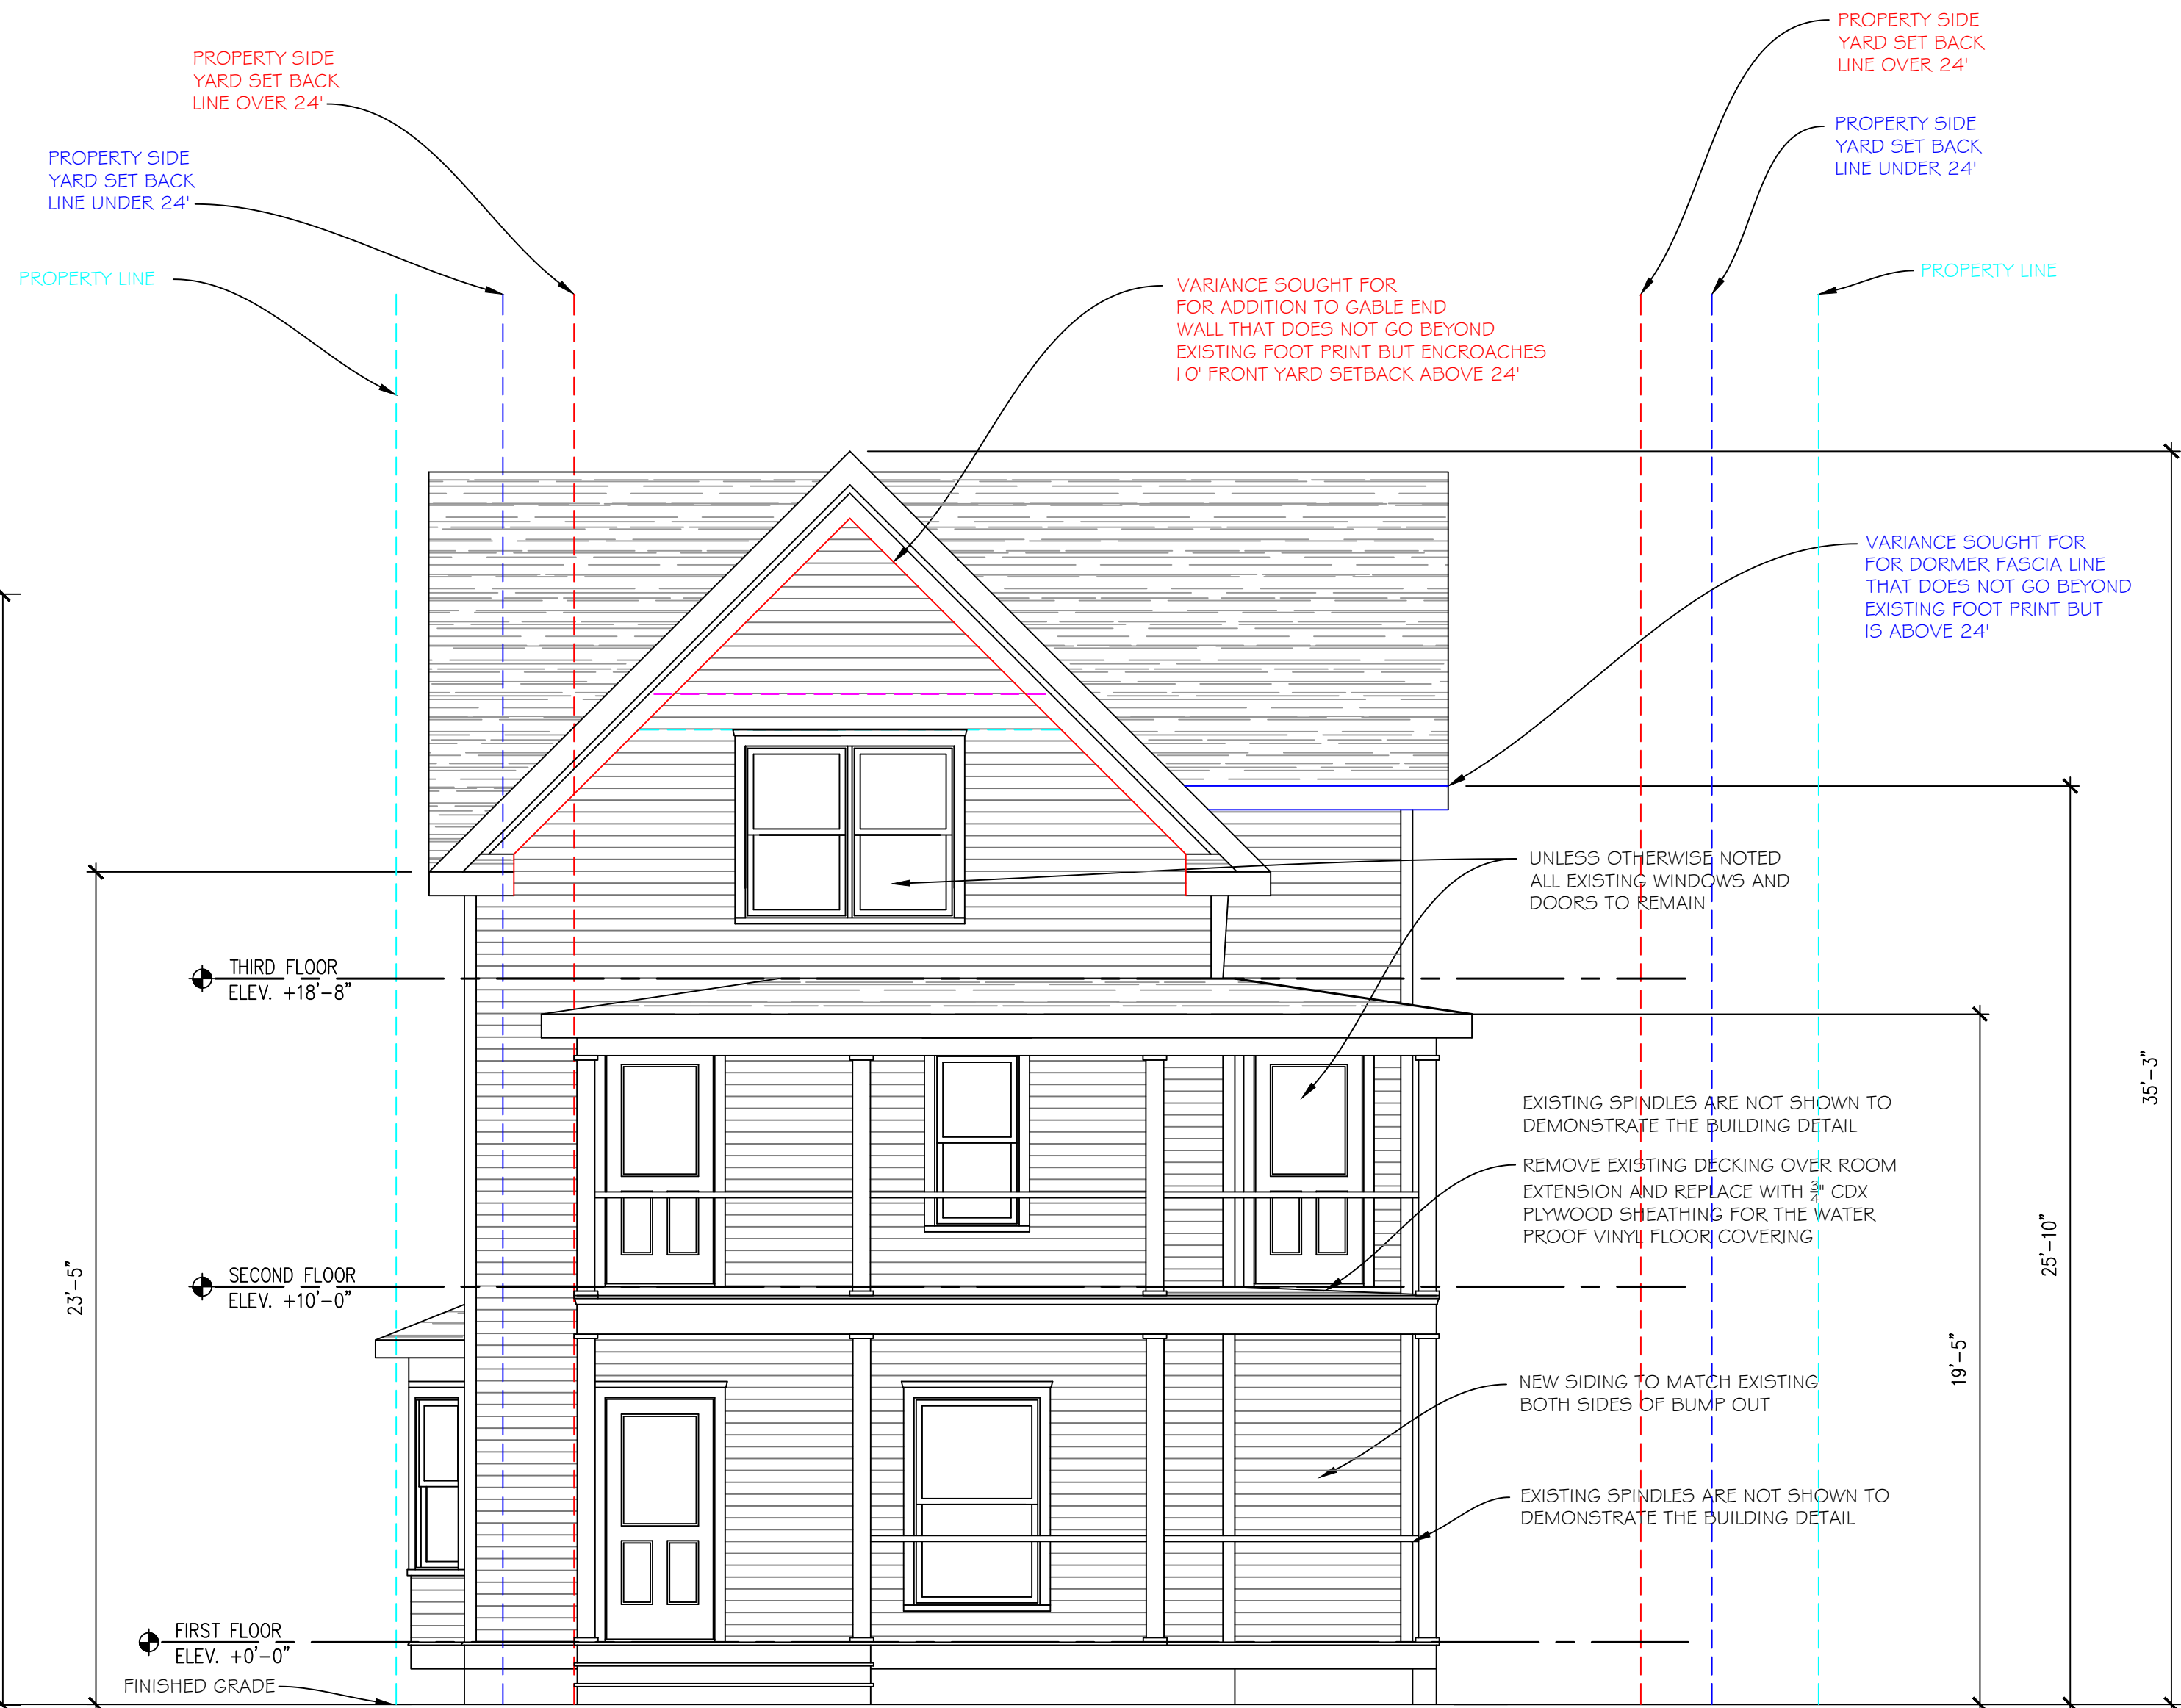 PROPERTY SIDE
YARD SET BACK
LINE OVER 24'
PROPERTY SIDE
YARD SET BACK
LINE UNDER 24'
PROPERTY LINE
PROPERTY SIDE
YARD SET BACK
LINE OVER 24'
PROPERTY SIDE
YARD SET BACK
LINE UNDER 24'
PROPERTY LINE
VARIANCE SOUGHT FOR
FOR ADDITION TO GABLE END
WALL THAT DOES NOT GO BEYOND
EXISTING FOOT PRINT BUT ENCROACHES
10' FRONT YARD SETBACK ABOVE 24'
VARIANCE SOUGHT FOR
FOR DORMER FASCIA LINE
THAT DOES NOT GO BEYOND
EXISTING FOOT PRINT BUT
IS ABOVE 24'
UNLESS OTHERWISE NOTED
ALL EXISTING WINDOWS AND
DOORS TO REMAIN
THIRD FLOOR
ELEV. +18'-8"
EXISTING SPINDLES ARE NOT SHOWN TO
DEMONSTRATE THE BUILDING DETAIL
REMOVE EXISTING DECKING OVER ROOM
EXTENSION AND REPLACE WITH 3/4" CDX
PLYWOOD SHEATHING FOR THE WATER
PROOF VINYL FLOOR COVERING
SECOND FLOOR
ELEV. +10'-0"
23'-5"
35'-3"
25'-10"
19'-5"
NEW SIDING TO MATCH EXISTING
BOTH SIDES OF BUMP OUT
EXISTING SPINDLES ARE NOT SHOWN TO
DEMONSTRATE THE BUILDING DETAIL
FIRST FLOOR
ELEV. +0'-0"
FINISHED GRADE